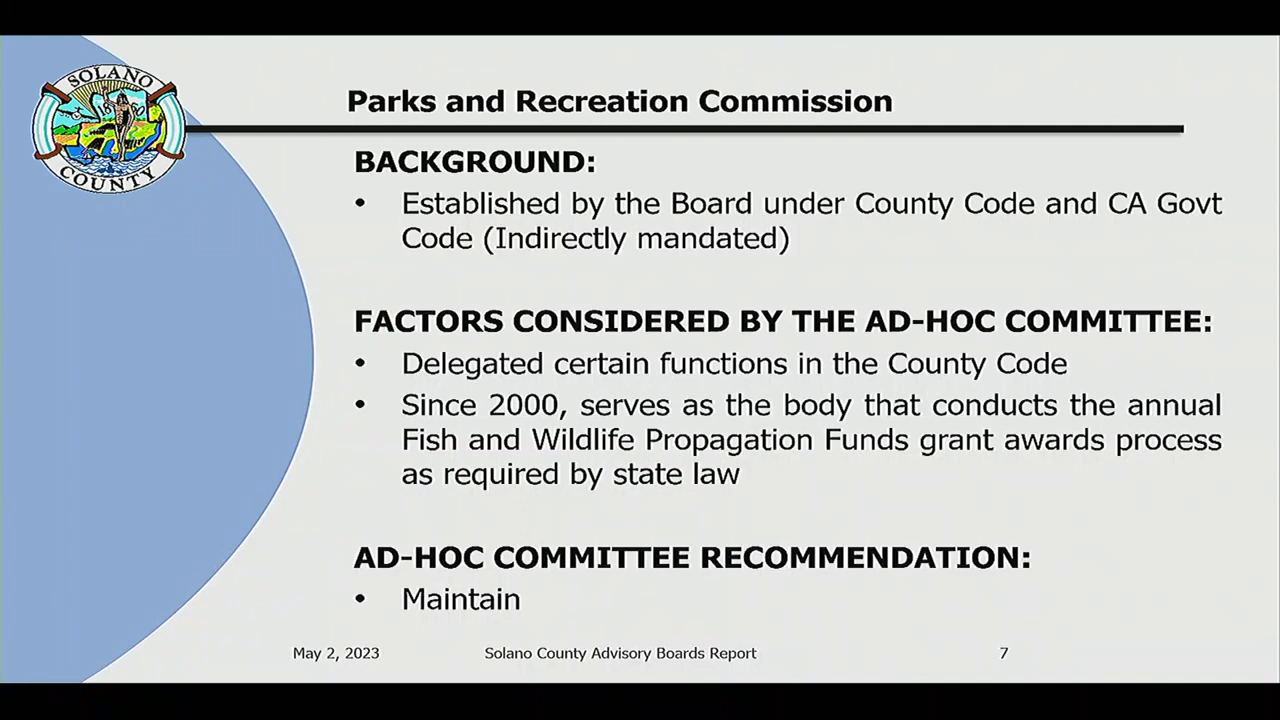 SOLANO
COUNTY
Parks and Recreation Commission
BACKGROUND:
• Established by the Board under County Code and CA Govt
Code (Indirectly mandated)
FACTORS CONSIDERED BY THE AD-HOC COMMITTEE:
• Delegated certain functions in the County Code
• Since 2000, serves as the body that conducts the annual
Fish and Wildlife Propagation Funds grant awards process
as required by state law
AD-HOC COMMITTEE RECOMMENDATION:
• Maintain
May 2, 2023 Solano County Advisory Boards Report 7